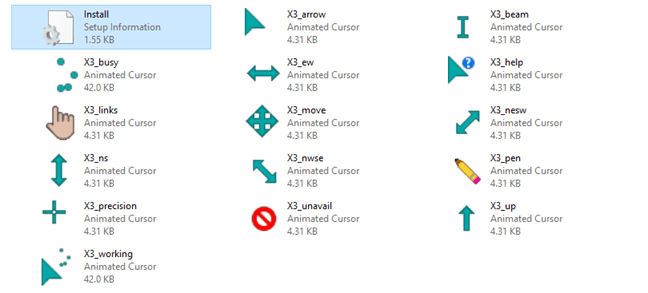 Install
Setup Information
1.55 KB
X3_arrow
Animated Cursor
4.31 KB
X3_beam
Animated Cursor
4.31 KB
X3_busy
Animated Cursor
42.0 KB
X3_ew
Animated Cursor
4.31 KB
X3_help
Animated Cursor
4.31 KB
X3_links
Animated Cursor
4.31 KB
X3_move
Animated Cursor
4.31 KB
X3_nesw
Animated Cursor
4.31 KB
X3_ns
Animated Cursor
4.31 KB
X3_nwse
Animated Cursor
4.31 KB
X3_pen
Animated Cursor
4.31 KB
X3_precision
Animated Cursor
4.31 KB
X3_unavail
Animated Cursor
4.31 KB
X3_up
Animated Cursor
4.31 KB
X3_working
Animated Cursor
42.0 KB